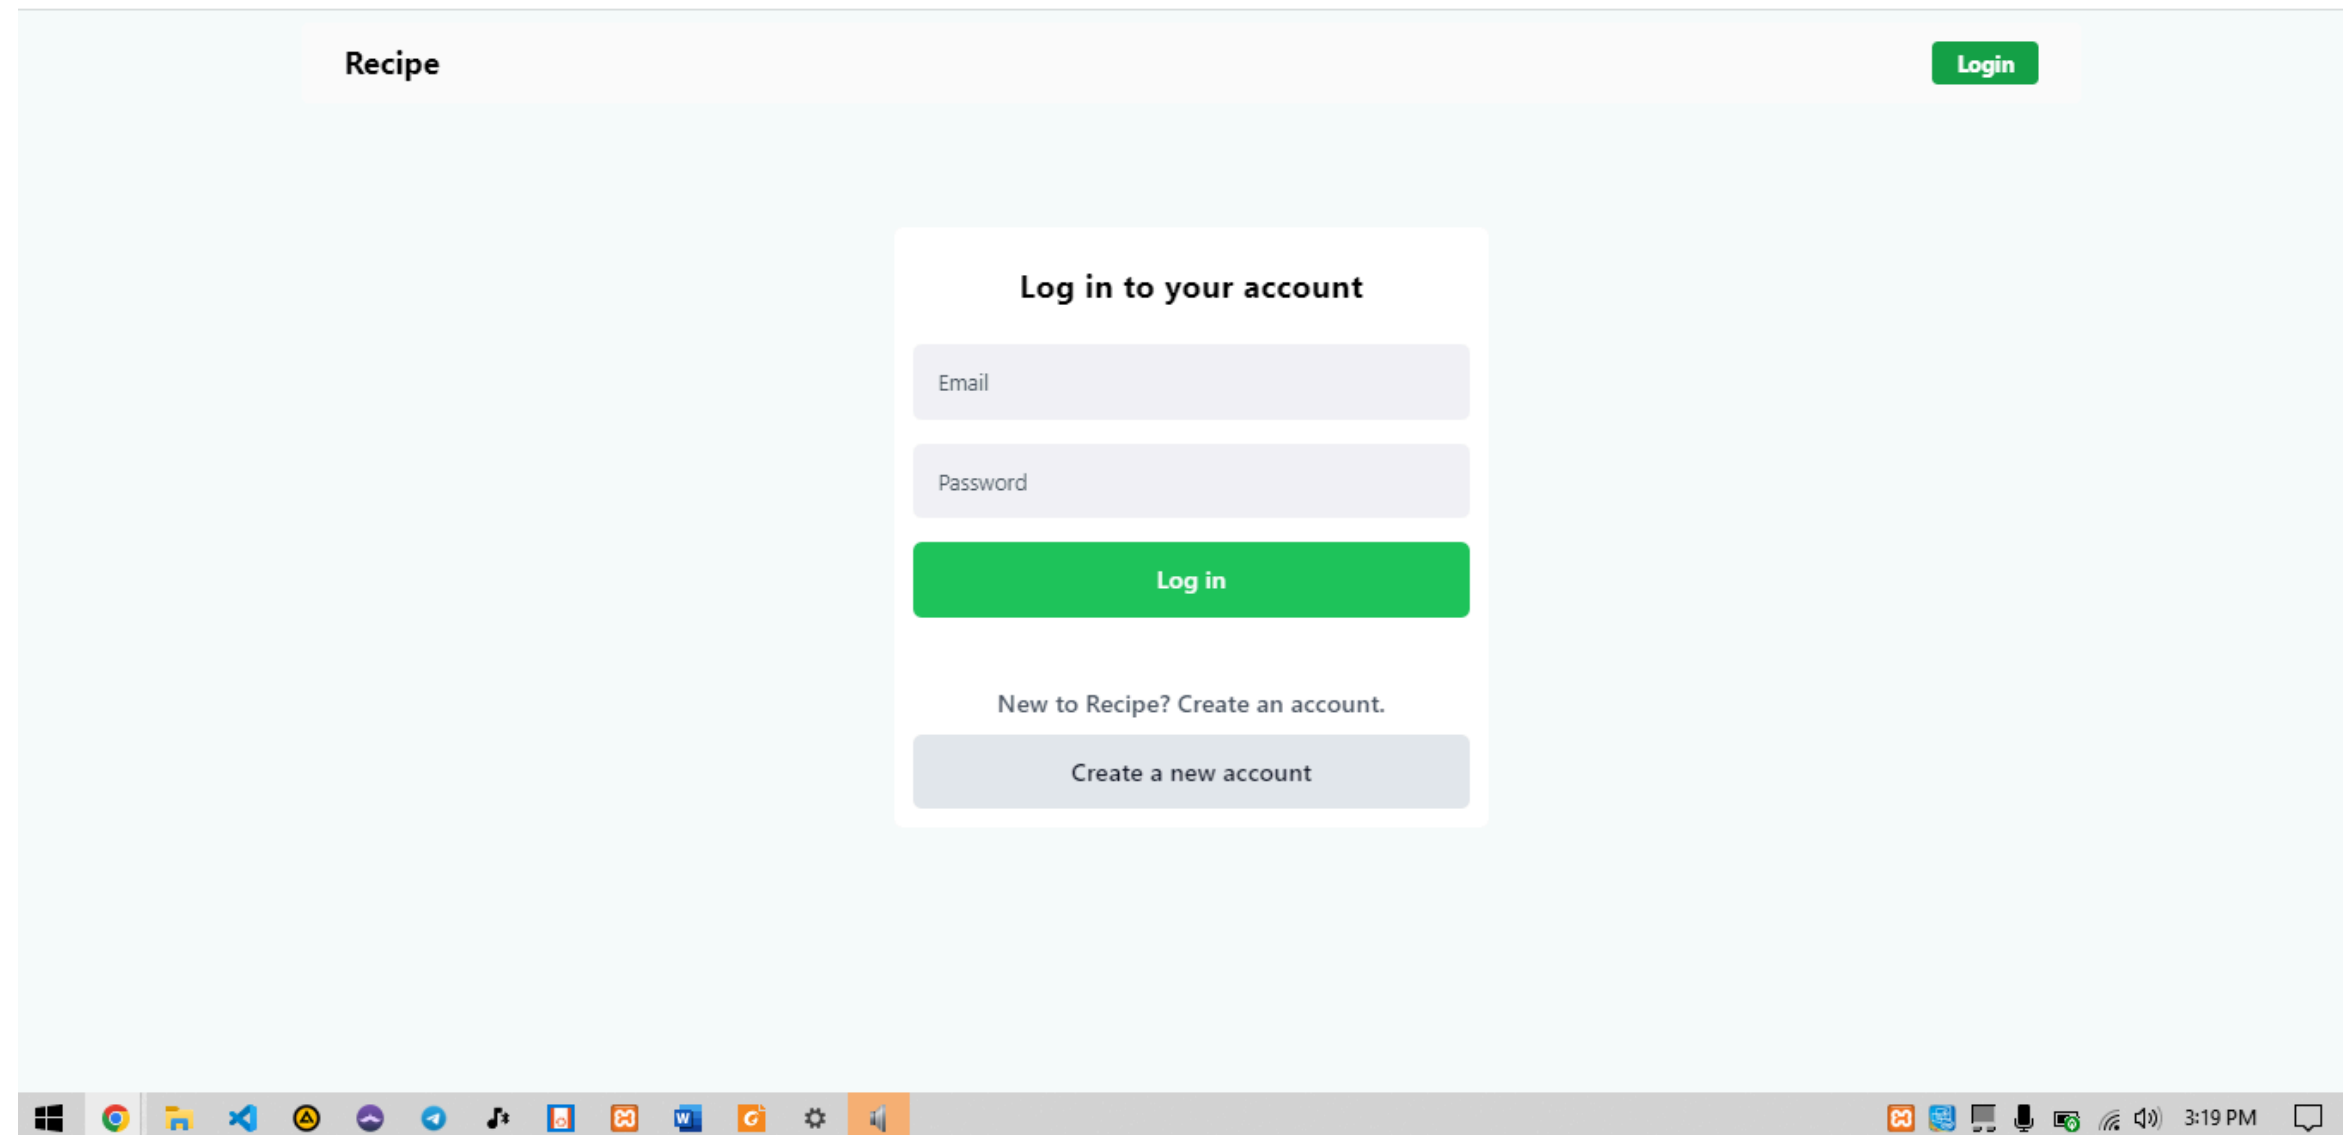 Recipe
Login
Log in to your account
Email
Password
Log in
New to Recipe? Create an account.
Create a new account
3:19 PM